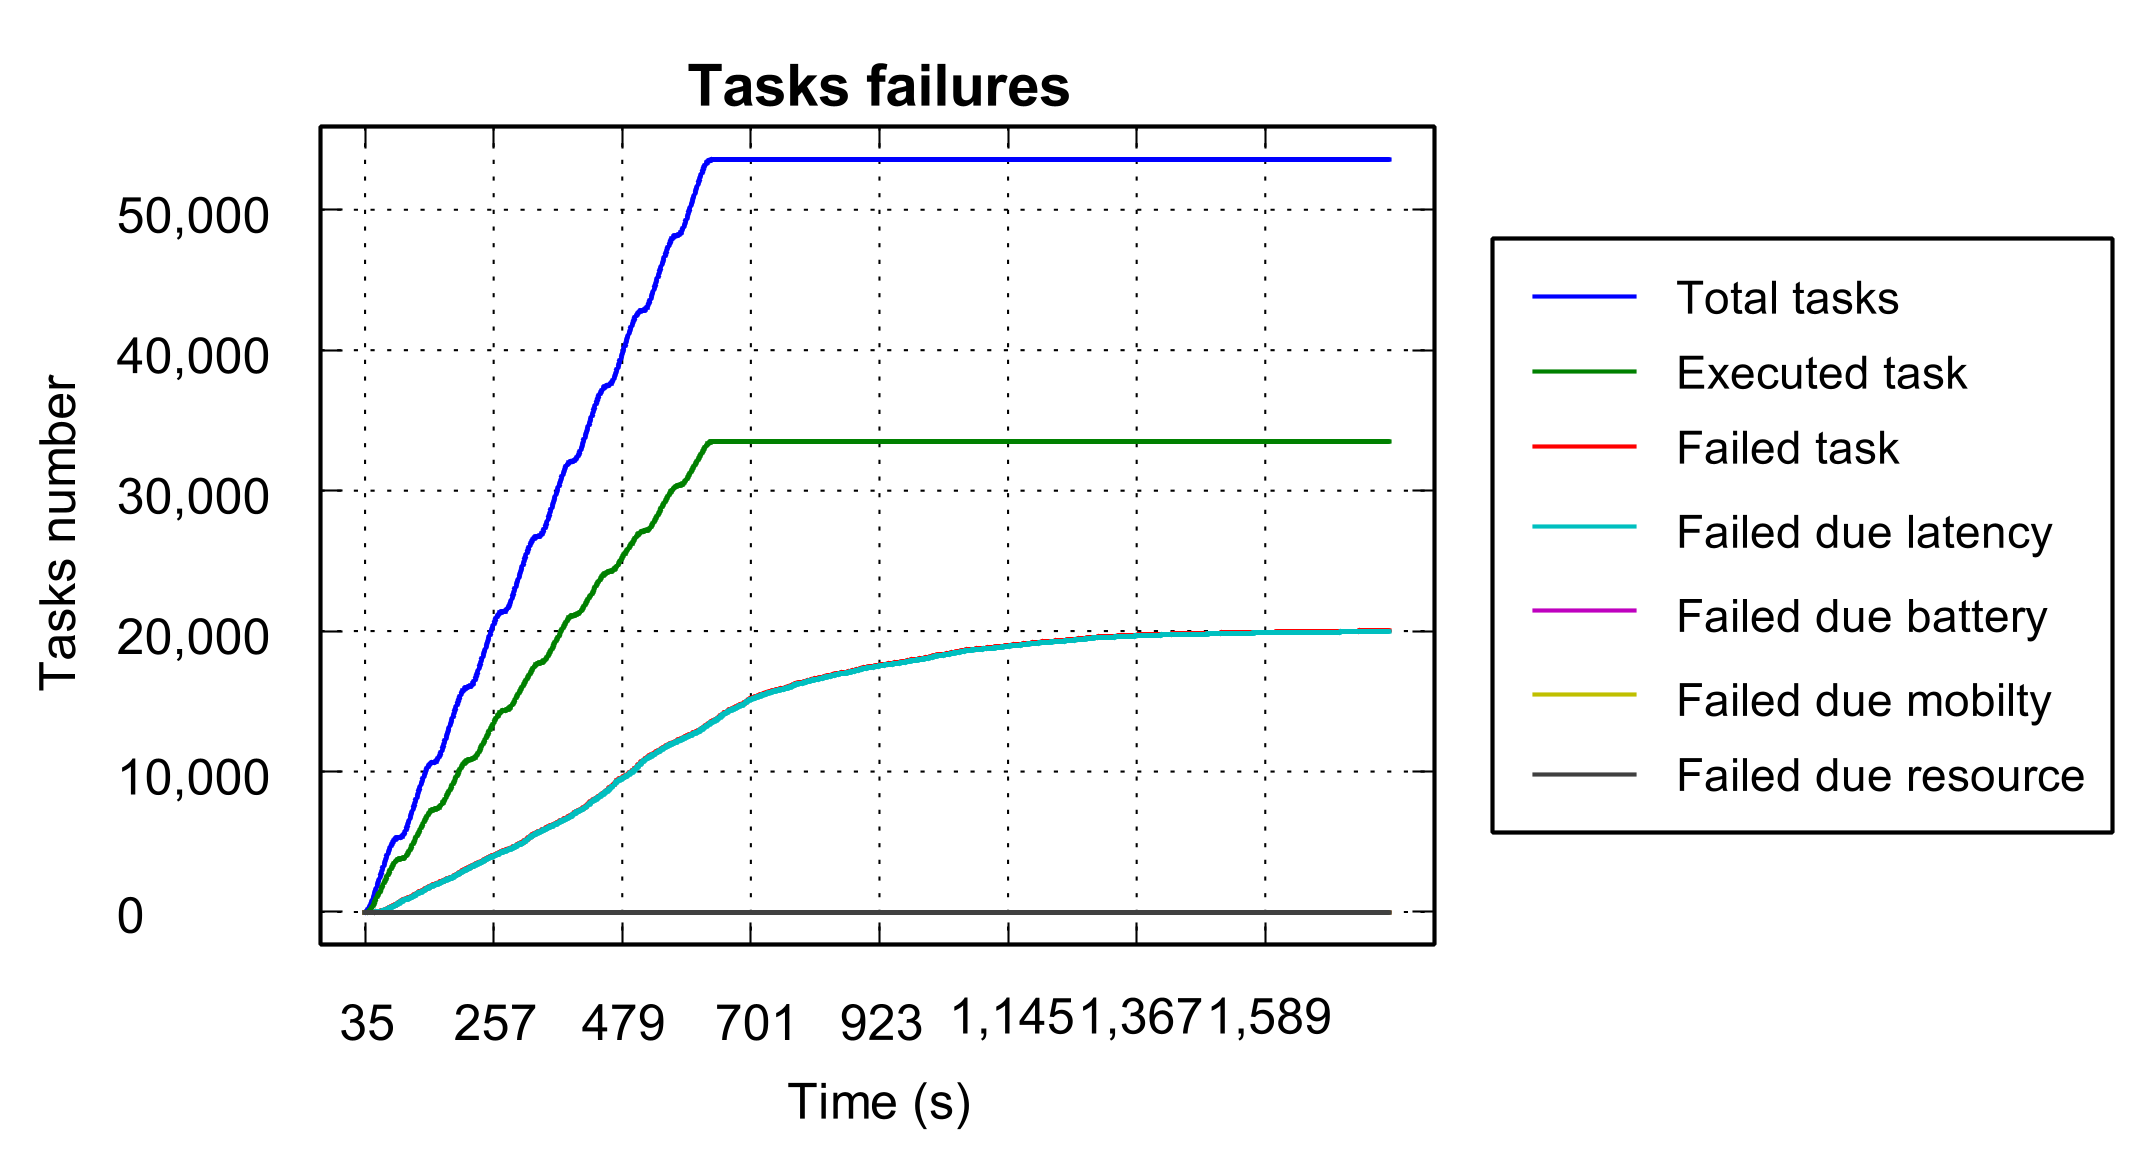 Tasks failures
50,000
40,000
30,000
20,000
10,000
0
Tasks number
35 257 479 701 923 1,145 1,367 1,589
Time (s)
Total tasks
Executed task
Failed task
Failed due latency
Failed due battery
Failed due mobilty
Failed due resource